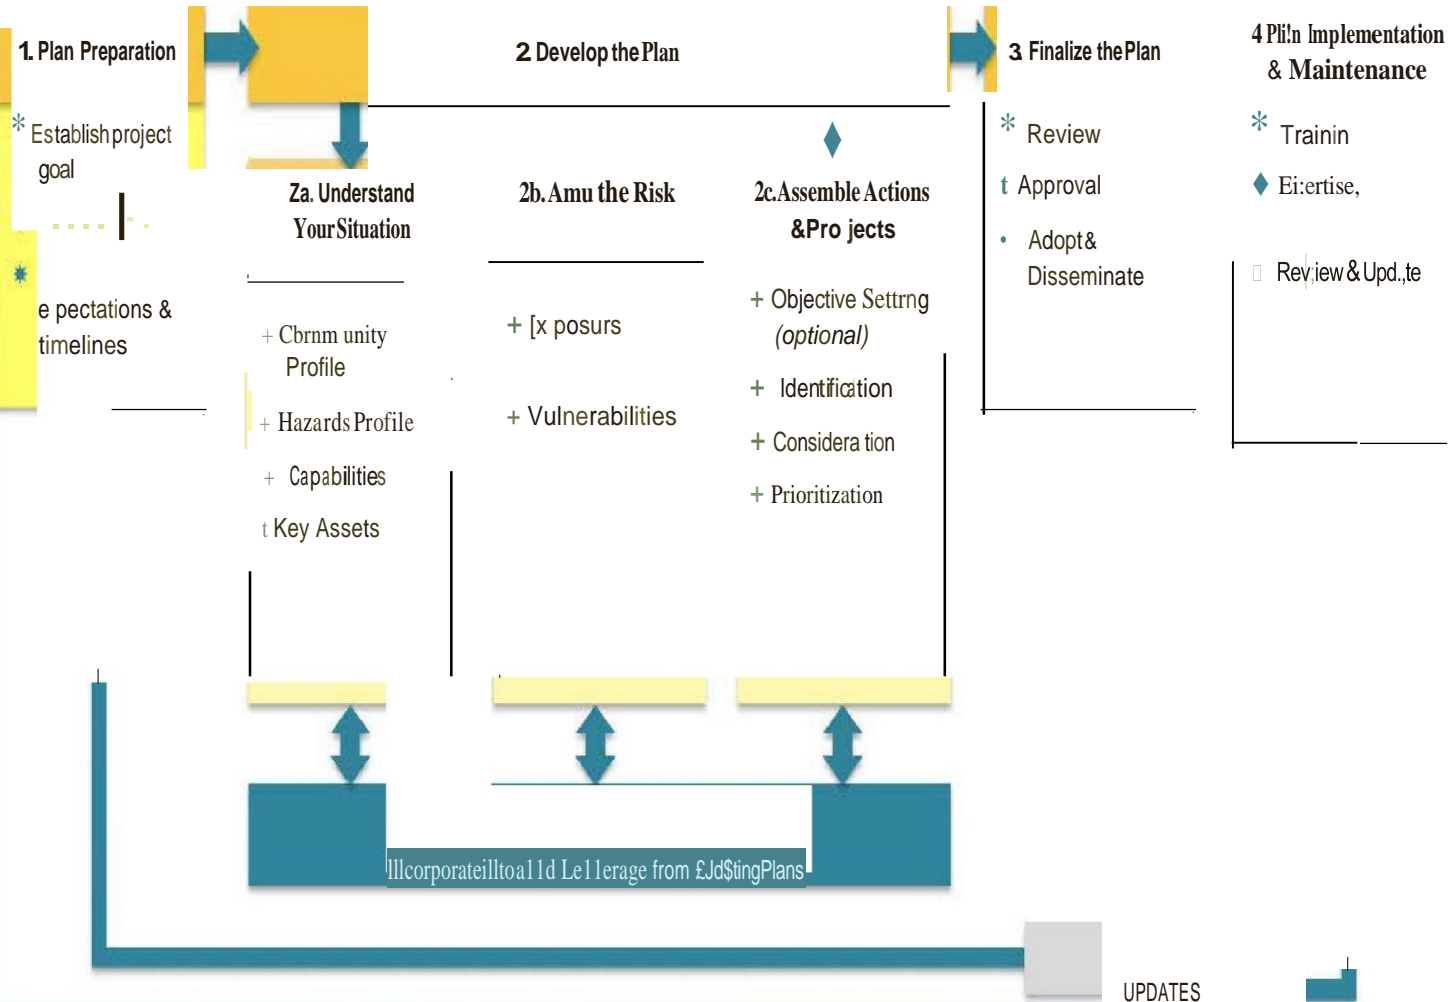 1. Plan Preparation
* Establish project
goal
e pectations &
timelines
2 Develop the Plan
Za. Understand
Your Situation
+ Cbrnm unity
Profile
+ Hazards Profile
+ Capabilities
t Key Assets
2b. Amu the Risk
+ [x posurs
+ Vulnerabilities
2c. Assemble Actions
& Pro jects
+ Objective Settrng
(optional)
+ Identification
+ Considera tion
+ Prioritization
3 Finalize the Plan
* Review
t Approval
• Adopt &
Disseminate
4 Pli!n Implementation
& Maintenance
* Trainin
♦ Ei:ertise,
Rev;iew & Upd.,te
lllcorporateilltoa11d Le11erage from £Jd$tingPlans
UPDATES